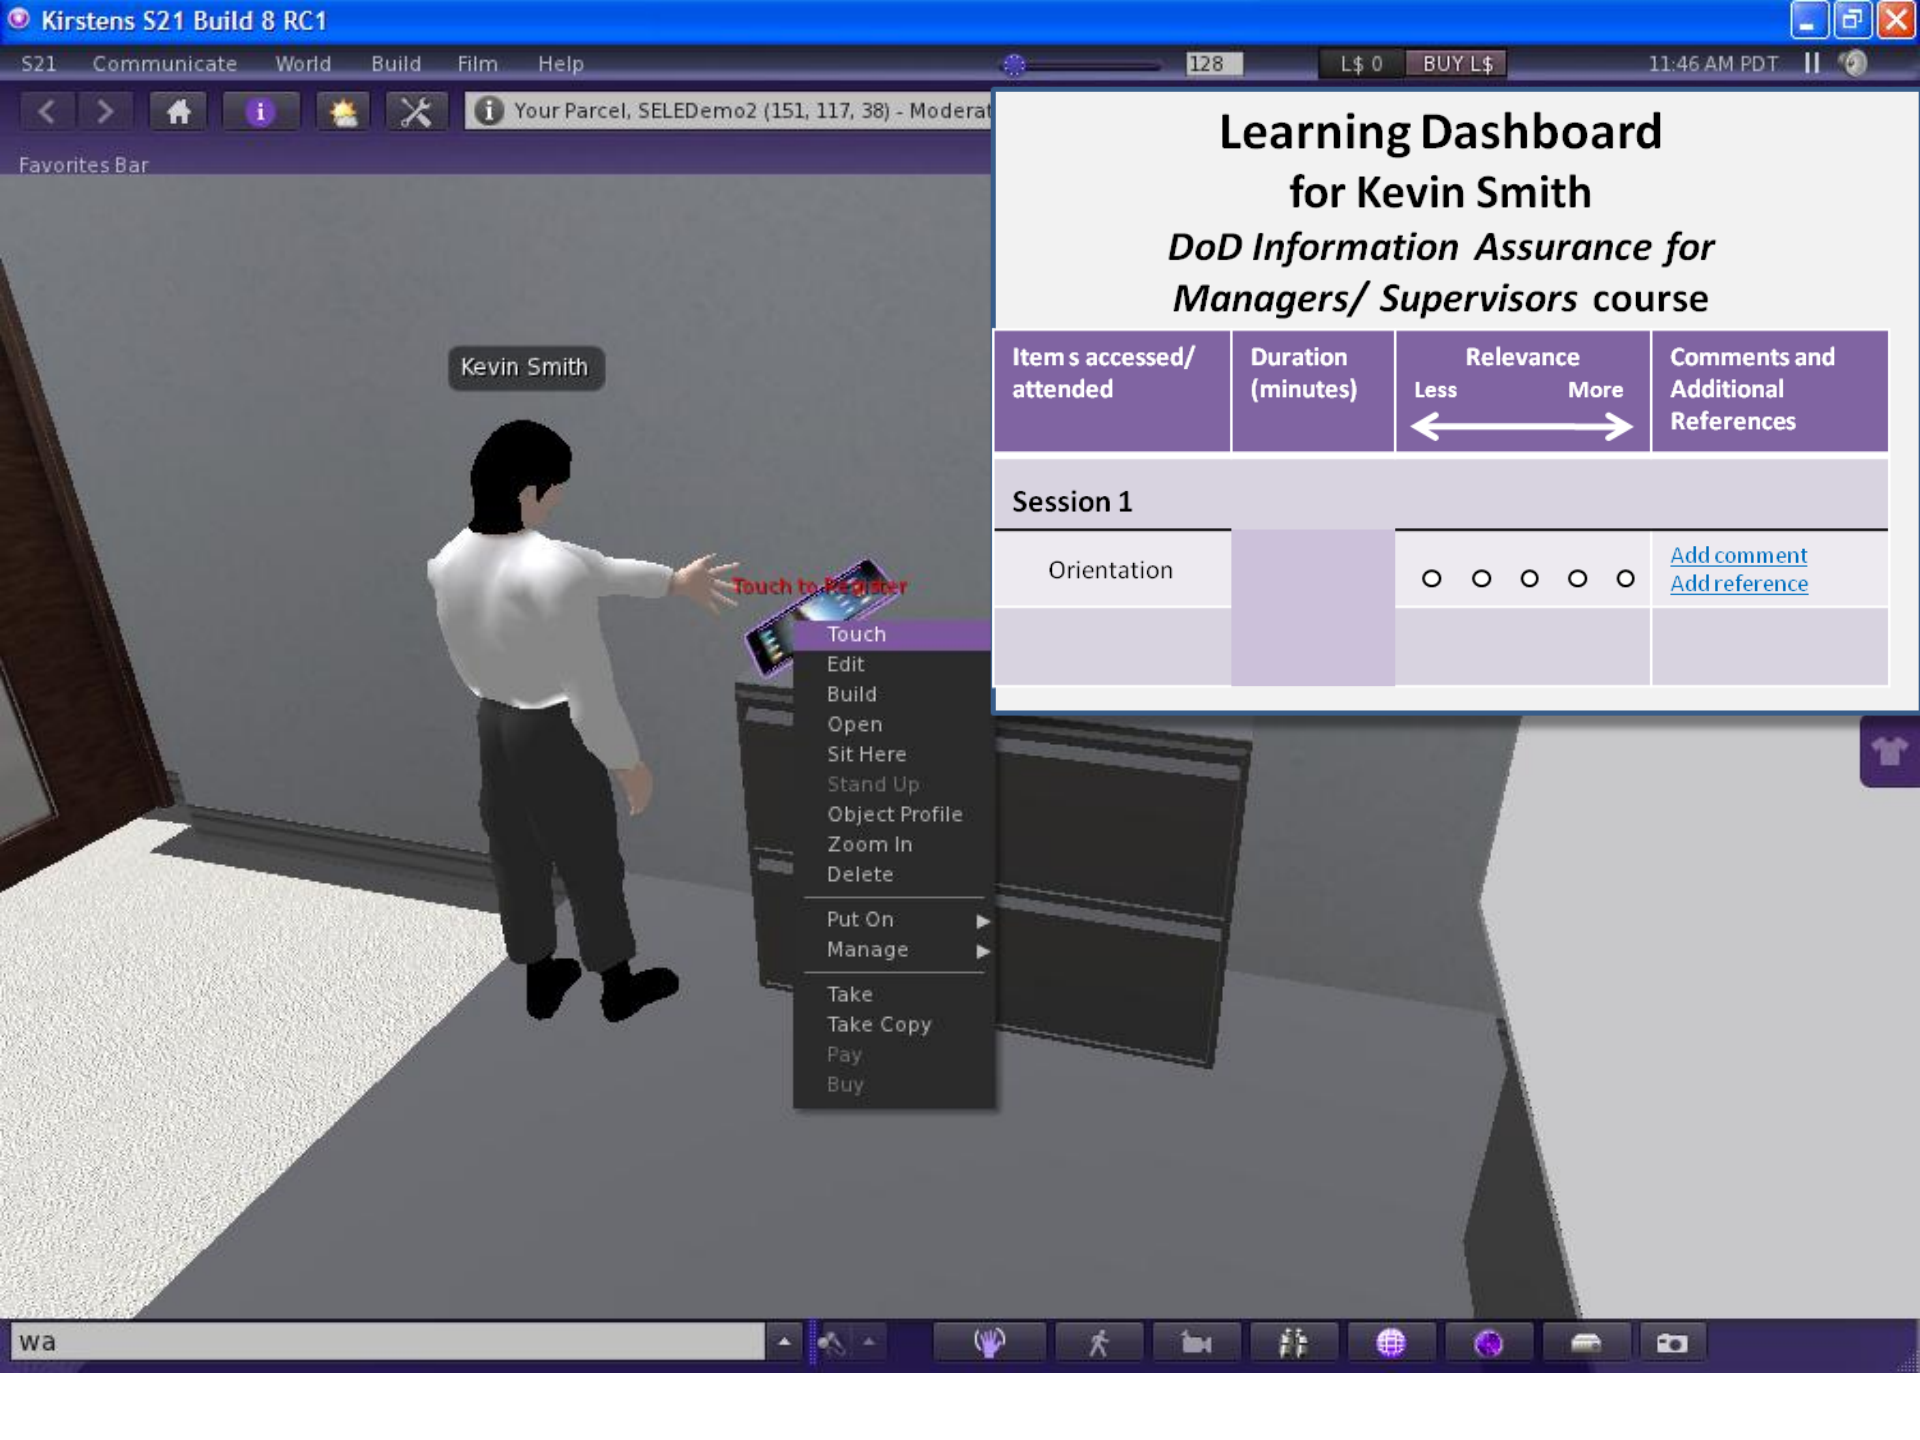 Kirstens S21 Build 8 RC1
S21 Communicate World Build Film Help 128 L$ 0 BUY L$ 11:46 AM PDT
Your Parcel, SELEDemo2 (151, 117, 38) - Moderat
Favorites Bar
Learning Dashboard
for Kevin Smith
DoD Information Assurance for
Managers/ Supervisors course
Item s accessed/
attended
Duration
(minutes)
Relevance
Less More
Comments and
Additional
References
Session 1
Orientation
Add comment
Add reference
Kevin Smith
Touch to Register
Touch
Edit
Build
Open
Sit Here
Stand Up
Object Profile
Zoom In
Delete
Put On
Manage
Take
Take Copy
Pay
Buy
wa